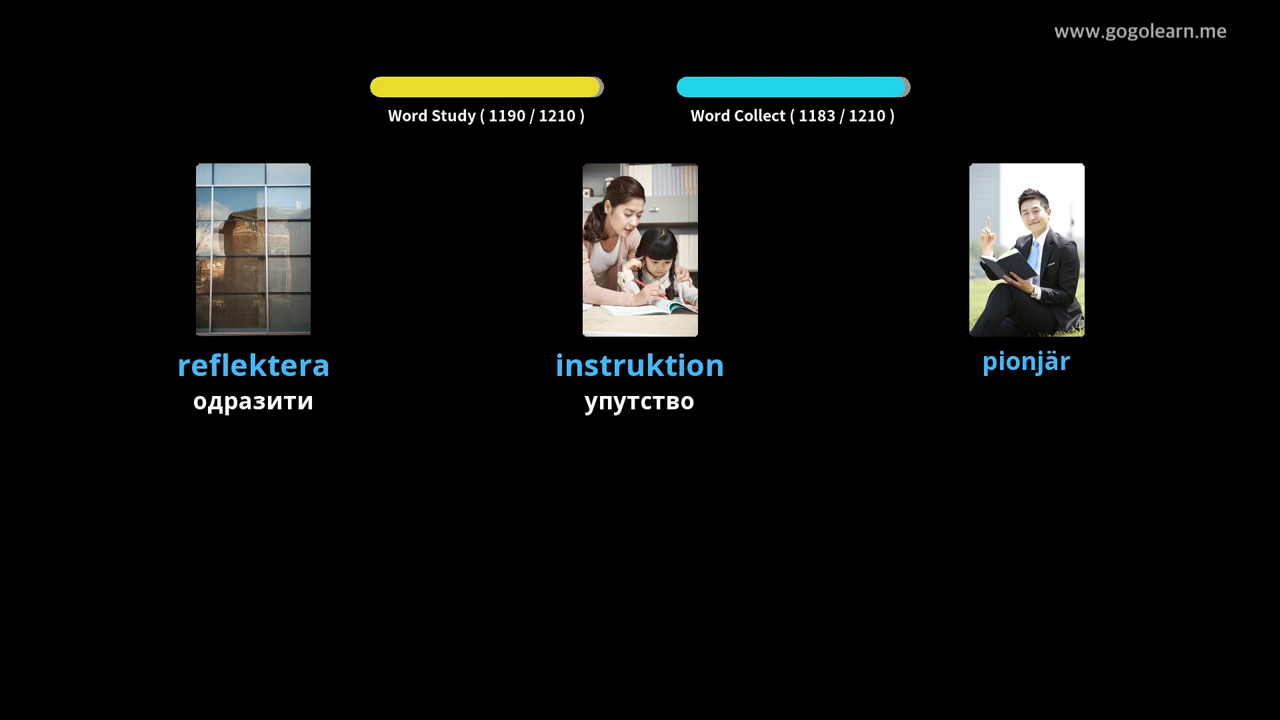 www.gogolearn.me
Word Study ( 1190 / 1210 )
Word Collect ( 1183 / 1210 )
reflektera
одразити
instruktion
упутство
pionjär